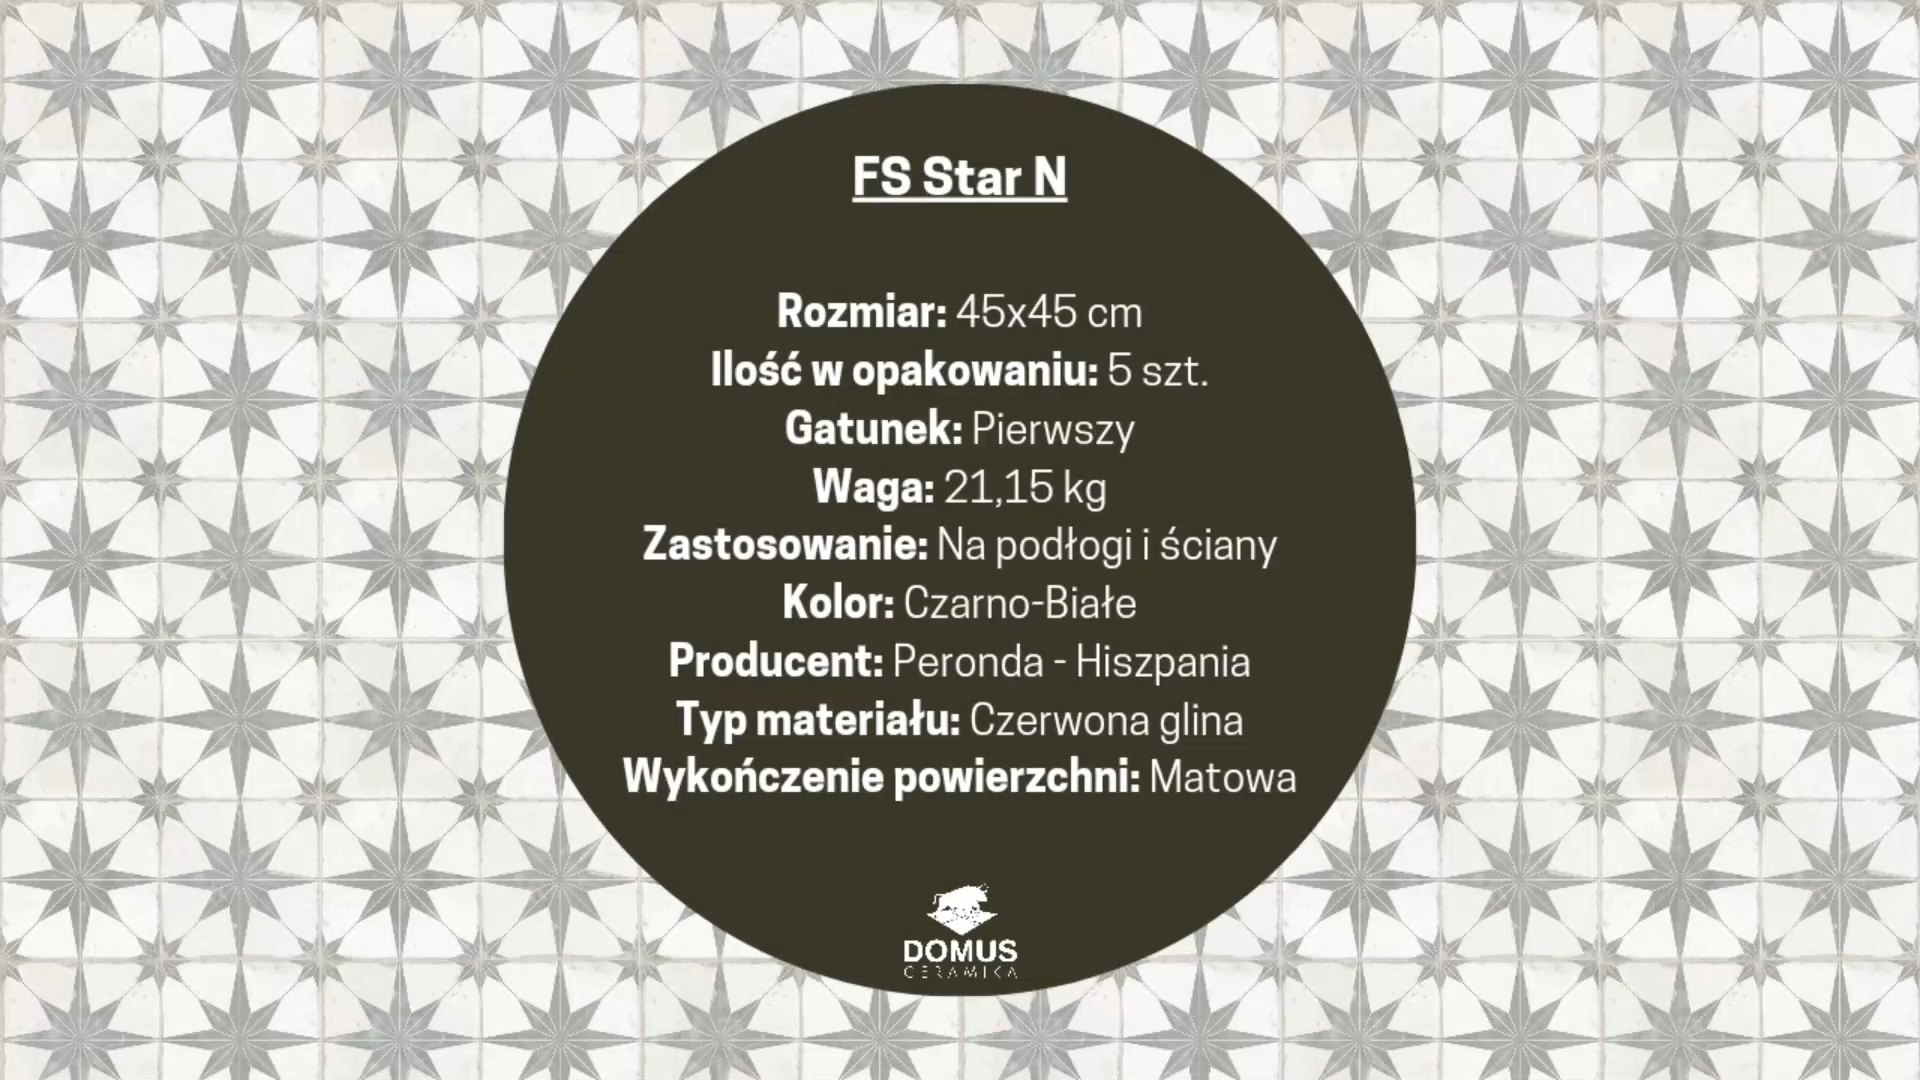 FS Star N
Rozmiar: 45x45 cm
Ilość w opakowaniu: 5 szt.
Gatunek: Pierwszy
Waga: 21,15 kg
Zastosowanie: Na podłogi i ściany
Kolor: Czarno-Białe
Producent: Peronda - Hiszpania
Typ materiału: Czerwona glina
Wykończenie powierzchni: Matowa
DOMUS
CERAMIKA